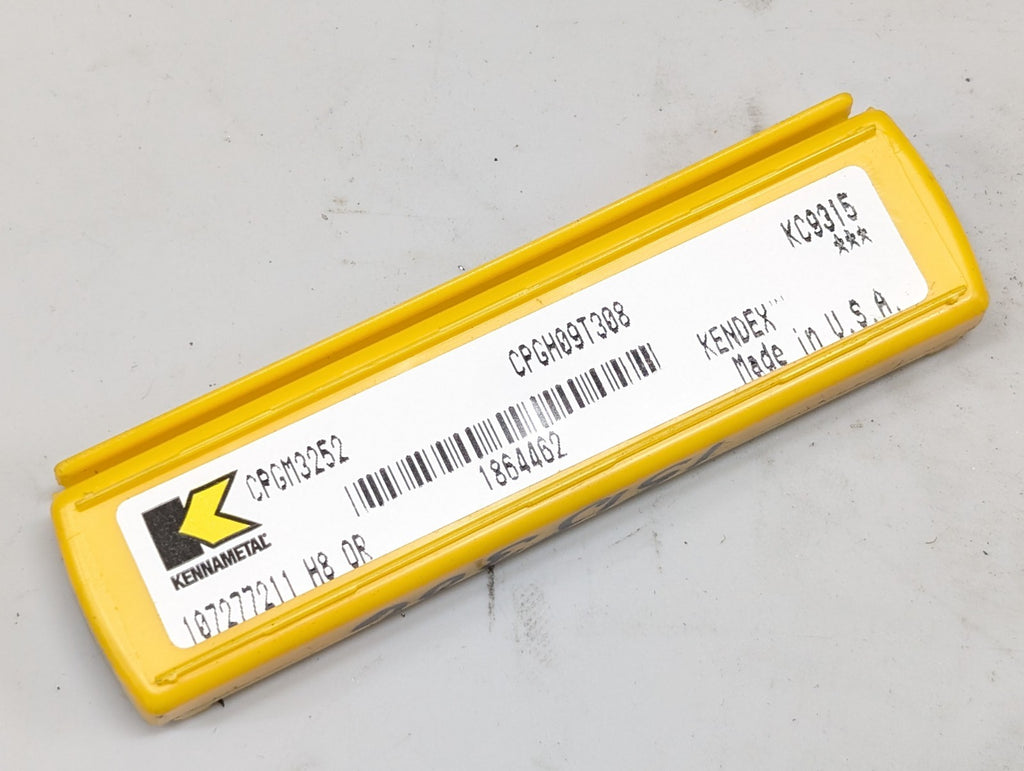 KC9315
***
CPGH09T308
KENDEX
Made in U.S.A.
CPGM3252
1864462
KENNAMETAL
107277211 H8 OR